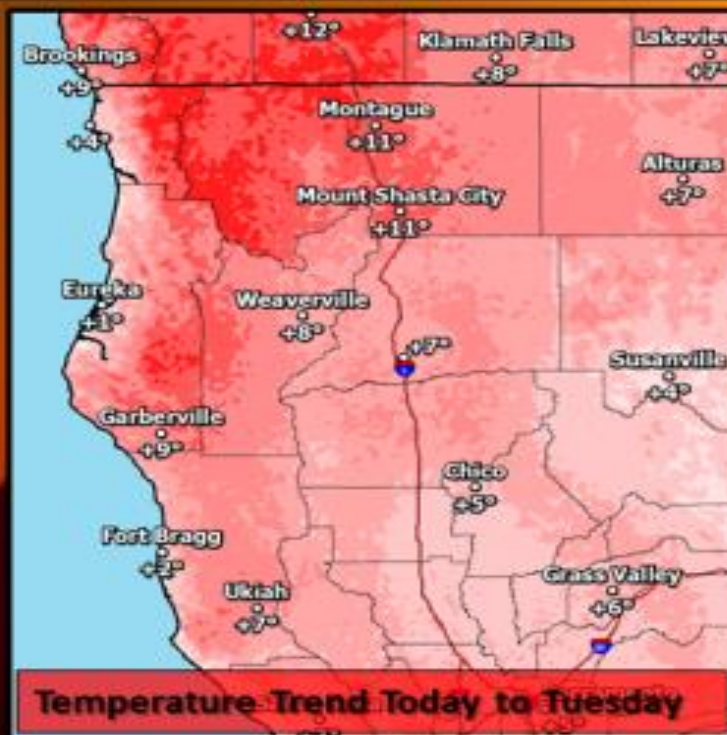 +12°
Klamath Falls
+8°
Lakeview
+7°
Brookings
+9°
+4°
Montague
+11°
Alturas
+7°
Mount Shasta City
+11°
Eureka
+1°
Weaverville
+8°
+7°
Susanville
+4°
Garberville
+9°
Chico
+5°
Fort Bragg
+2°
Grass Valley
+6°
Ukiah
+7°
Temperature Trend Today to Tuesday